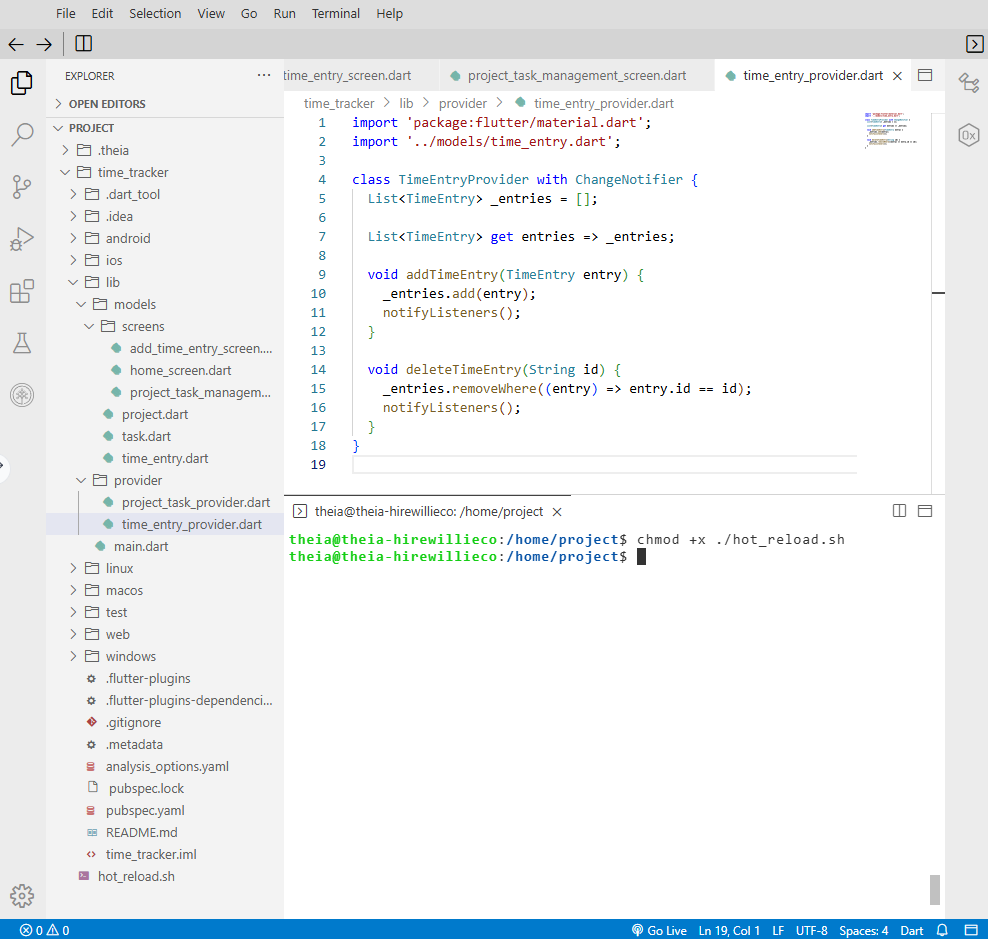 File Edit Selection View Go Run Terminal Help
EXPLORER
OPEN EDITORS
PROJECT
.theia
time_tracker
.dart_tool
.idea
android
ios
lib
models
screens
add_time_entry_screen....
home_screen.dart
project_task_managem...
project.dart
task.dart
time_entry.dart
provider
project_task_provider.dart
time_entry_provider.dart
main.dart
linux
macos
test
web
windows
.flutter-plugins
.flutter-plugins-dependenci...
.gitignore
.metadata
analysis_options.yaml
pubspec.lock
pubspec.yaml
README.md
time_tracker.iml
hot_reload.sh
time_entry_screen.dart project_task_management_screen.dart time_entry_provider.dart
time_tracker > lib > provider > time_entry_provider.dart
1 import 'package:flutter/material.dart';
2 import '../models/time_entry.dart';
3
4 class TimeEntryProvider with ChangeNotifier {
5 List<TimeEntry> _entries = [];
6
7 List<TimeEntry> get entries => _entries;
8
9 void addTimeEntry(TimeEntry entry) {
10 _entries.add(entry);
11 notifyListeners();
12 }
13
14 void deleteTimeEntry(String id) {
15 _entries.removeWhere((entry) => entry.id == id);
16 notifyListeners();
17 }
18 }
19
theia@theia-hirewillieco: /home/project
theia@theia-hirewillieco:/home/project$ chmod +x ./hot_reload.sh
theia@theia-hirewillieco:/home/project$
0x
0 0 Go Live Ln 19, Col 1 LF UTF-8 Spaces: 4 Dart